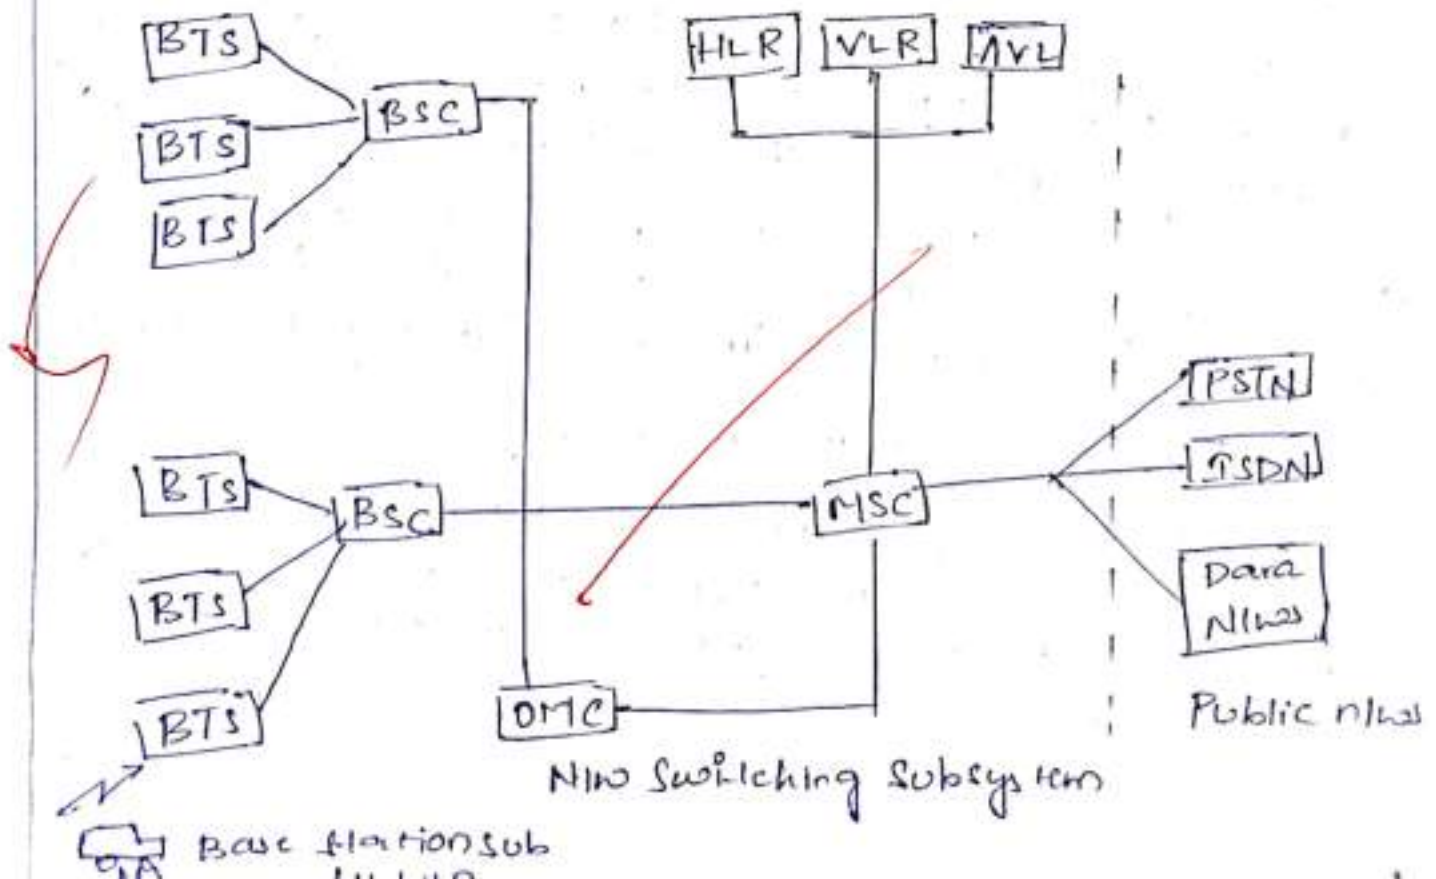 BTS
BTS
BTS
BSC
HLR
VLR
AVL
BTS
BTS
BTS
BSC
MSC
OMC
PSTN
ISDN
Data
N/ws
Public n/ws
N/w Switching Subsystem
Base station sub